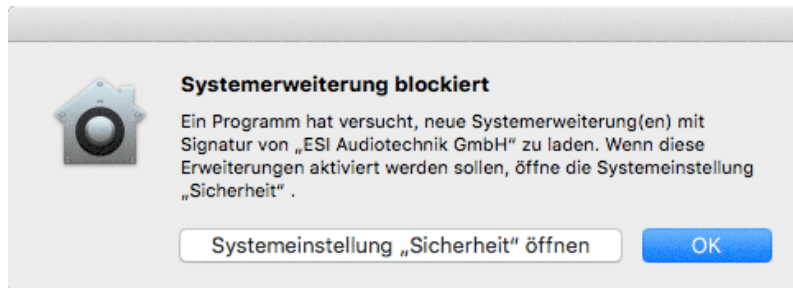 Systemerweiterung blockiert
Ein Programm hat versucht, neue Systemerweiterung(en) mit
Signatur von „ESI Audiotechnik GmbH“ zu laden. Wenn diese
Erweiterungen aktiviert werden sollen, öffne die Systemeinstellung
„Sicherheit“ .
Systemeinstellung „Sicherheit“ öffnen
OK